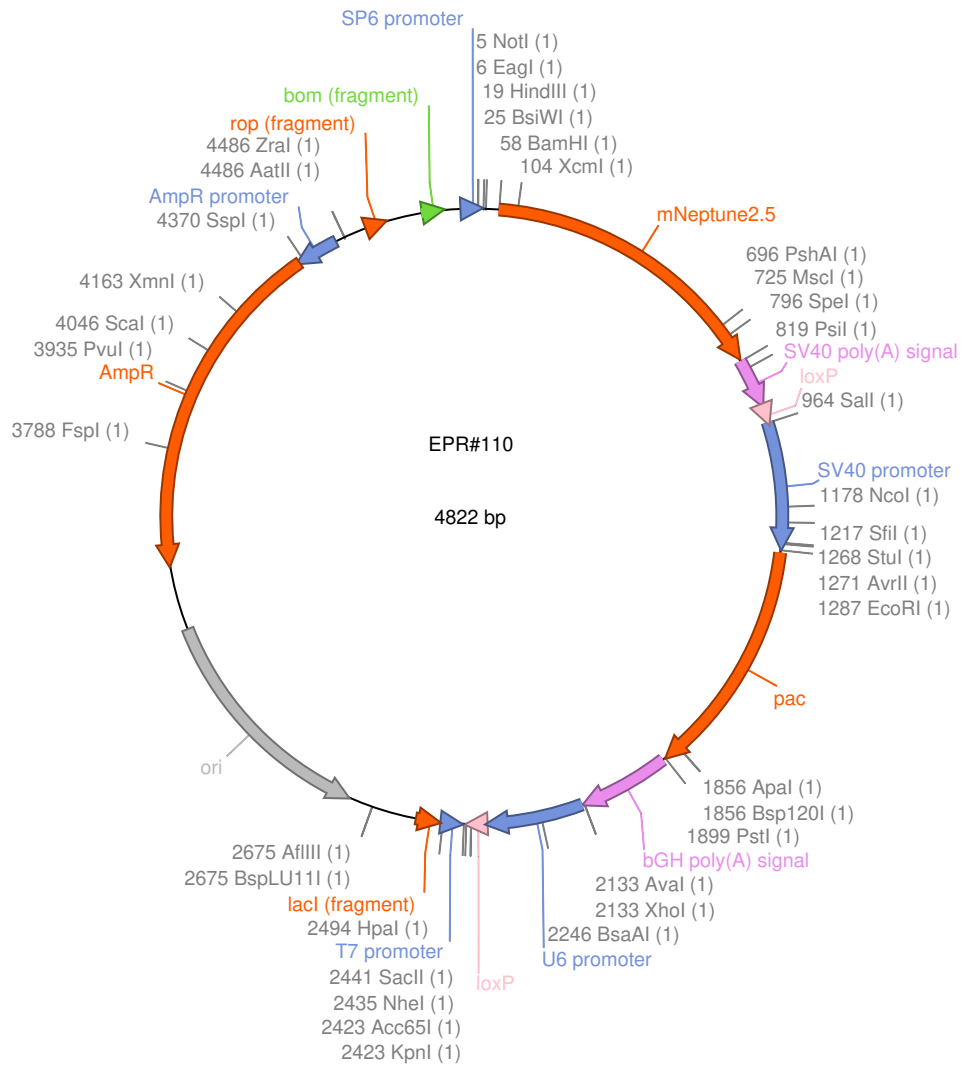 SP6 promoter
5 NotI (1)
6 EagI (1)
19 HindIII (1)
25 BsiWI (1)
58 BamHI (1)
104 XcmI (1)
bom (fragment)
rop (fragment)
4486 ZraI (1)
4486 AatII (1)
AmpR promoter
4370 SspI (1)
mNeptune2.5
696 PshAI (1)
725 MscI (1)
796 SpeI (1)
819 PsiI (1)
SV40 poly(A) signal
loxP
964 SalI (1)
4163 XmnI (1)
4046 ScaI (1)
3935 PvuI (1)
AmpR
3788 FspI (1)
EPR#110
4822 bp
SV40 promoter
1178 NcoI (1)
1217 SfiI (1)
1268 StuI (1)
1271 AvrII (1)
1287 EcoRI (1)
pac
ori
1856 ApaI (1)
1856 Bsp120I (1)
1899 PstI (1)
bGH poly(A) signal
2133 AvaI (1)
2133 XhoI (1)
2246 BsaAI (1)
U6 promoter
2675 AflIII (1)
2675 BspLU11I (1)
lacI (fragment)
2494 HpaI (1)
T7 promoter
2441 SacII (1)
loxP
2435 NheI (1)
2423 Acc65I (1)
2423 KpnI (1)